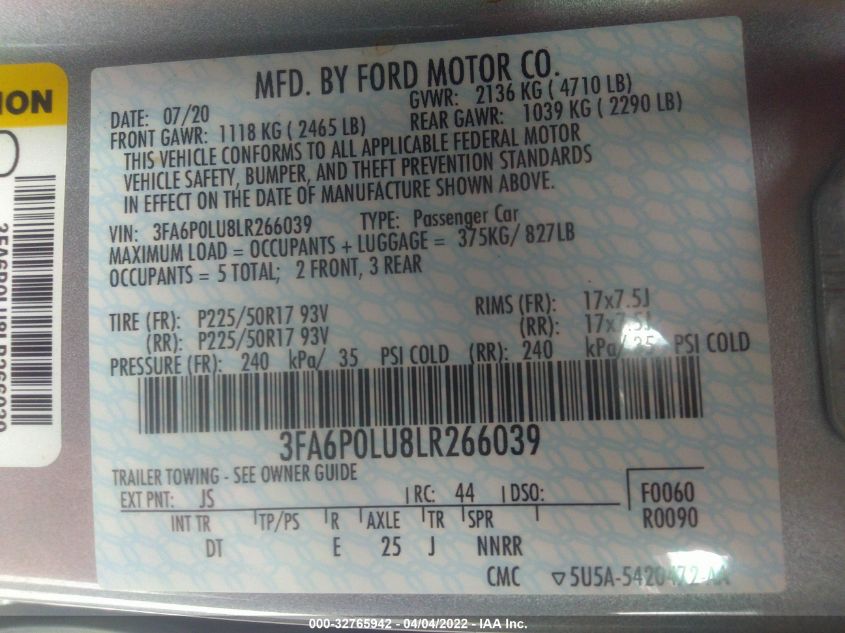 MFD. BY FORD MOTOR CO.
DATE: 07/20 GVWR: 2136 KG ( 4710 LB)
FRONT GAWR: 1118 KG ( 2465 LB) REAR GAWR: 1039 KG ( 2290 LB)
THIS VEHICLE CONFORMS TO ALL APPLICABLE FEDERAL MOTOR
VEHICLE SAFETY, BUMPER, AND THEFT PREVENTION STANDARDS
IN EFFECT ON THE DATE OF MANUFACTURE SHOWN ABOVE.
VIN: 3FA6P0LU8LR266039 TYPE: Passenger Car
MAXIMUM LOAD = OCCUPANTS + LUGGAGE = 375KG/ 827LB
OCCUPANTS = 5 TOTAL; 2 FRONT, 3 REAR
TIRE (FR): P225/50R17 93V RIMS (FR): 17x7.5J
(RR): P225/50R17 93V (RR): 17x7.5J
PRESSURE (FR): 240 kPa/ 35 PSI COLD (RR): 240 kPa/ 35 PSI COLD
3FA6P0LU8LR266039
TRAILER TOWING - SEE OWNER GUIDE
EXT PNT: JS RC: 44 DSO: F0060
INT TR TP/PS R AXLE TR SPR R0090
DT E 25 J NNRR
CMC ▽5U5A-5420472-AA
ION
3FA6P0LU8LR266039
000-32765942 - 04/04/2022 - IAA Inc.